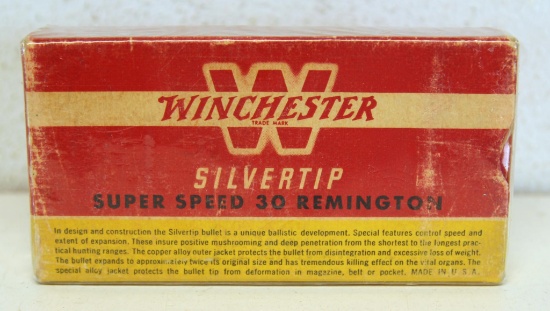 W
WINCHESTER
TRADE MARK
SILVERTIP
SUPER SPEED 30 REMINGTON
In design and construction the Silvertip bullet is a unique ballistic development. Special features control speed and
extent of expansion. These insure positive mushrooming and deep penetration from the shortest to the longest prac-
tical hunting ranges. The copper alloy outer jacket protects the bullet from disintegration and excessive loss of weight.
The bullet expands to approximately twice its original size and has tremendous killing effect on the vital organs. The
special alloy jacket protects the bullet tip from deformation in magazine, belt or pocket. MADE IN U.S.A.